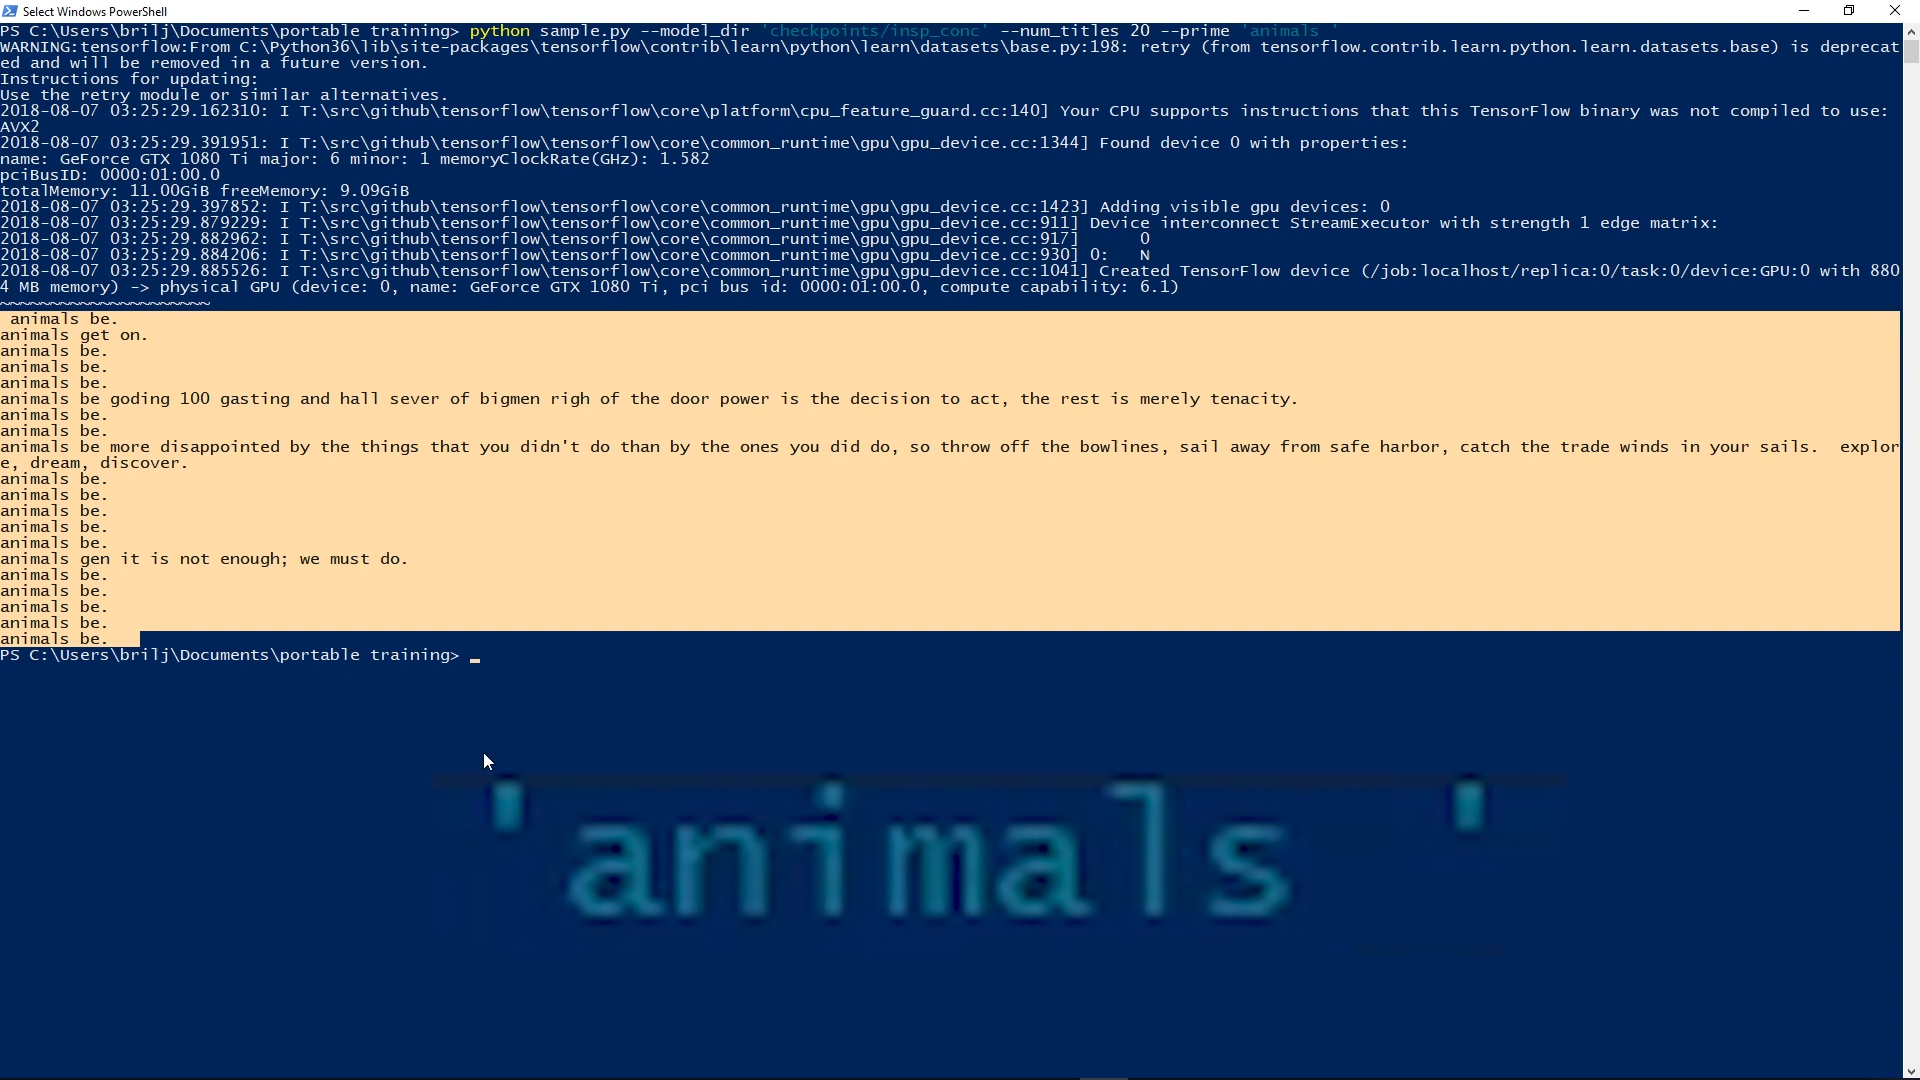 Select Windows PowerShell
PS C:\Users\brilj\Documents\portable training> python sample.py --model_dir 'checkpoints/insp_conc' --num_titles 20 --prime 'animals '
WARNING:tensorflow:From C:\Python36\lib\site-packages\tensorflow\contrib\learn\python\learn\datasets\base.py:198: retry (from tensorflow.contrib.learn.python.learn.datasets.base) is deprecat
ed and will be removed in a future version.
Instructions for updating:
Use the retry module or similar alternatives.
2018-08-07 03:25:29.162310: I T:\src\github\tensorflow\tensorflow\core\platform\cpu_feature_guard.cc:140] Your CPU supports instructions that this TensorFlow binary was not compiled to use:
AVX2
2018-08-07 03:25:29.391951: I T:\src\github\tensorflow\tensorflow\core\common_runtime\gpu\gpu_device.cc:1344] Found device 0 with properties:
name: GeForce GTX 1080 Ti major: 6 minor: 1 memoryClockRate(GHz): 1.582
pciBusID: 0000:01:00.0
totalMemory: 11.00GiB freeMemory: 9.09GiB
2018-08-07 03:25:29.397852: I T:\src\github\tensorflow\tensorflow\core\common_runtime\gpu\gpu_device.cc:1423] Adding visible gpu devices: 0
2018-08-07 03:25:29.879229: I T:\src\github\tensorflow\tensorflow\core\common_runtime\gpu\gpu_device.cc:911] Device interconnect StreamExecutor with strength 1 edge matrix:
2018-08-07 03:25:29.882962: I T:\src\github\tensorflow\tensorflow\core\common_runtime\gpu\gpu_device.cc:917]      0
2018-08-07 03:25:29.884206: I T:\src\github\tensorflow\tensorflow\core\common_runtime\gpu\gpu_device.cc:930] 0:   N
2018-08-07 03:25:29.885526: I T:\src\github\tensorflow\tensorflow\core\common_runtime\gpu\gpu_device.cc:1041] Created TensorFlow device (/job:localhost/replica:0/task:0/device:GPU:0 with 880
4 MB memory) -> physical GPU (device: 0, name: GeForce GTX 1080 Ti, pci bus id: 0000:01:00.0, compute capability: 6.1)
~~~~~~~~~~~~~~~~~~~~~
animals be.
animals get on.
animals be.
animals be.
animals be.
animals be goding 100 gasting and hall sever of bigmen righ of the door power is the decision to act, the rest is merely tenacity.
animals be.
animals be.
animals be more disappointed by the things that you didn't do than by the ones you did do, so throw off the bowlines, sail away from safe harbor, catch the trade winds in your sails.  explor
e, dream, discover.
animals be.
animals be.
animals be.
animals be.
animals be.
animals gen it is not enough; we must do.
animals be.
animals be.
animals be.
animals be.
animals be.
PS C:\Users\brilj\Documents\portable training> _
'animals '